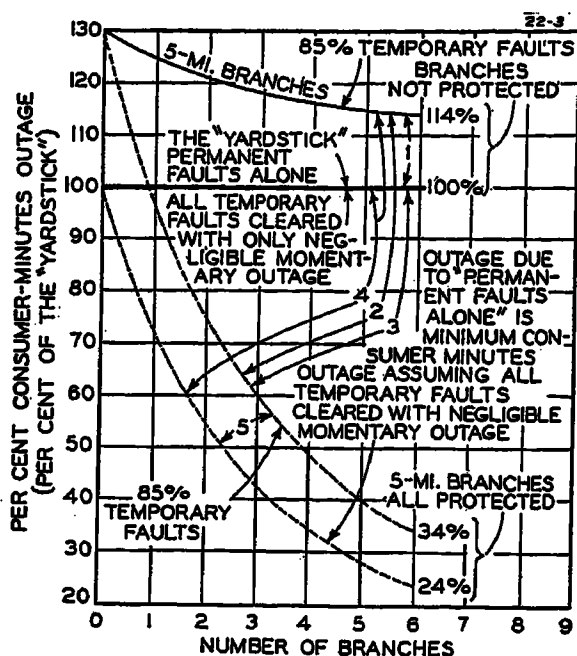 22-3
130
120
110
100
90
80
70
60
50
40
30
20
PER CENT CONSUMER-MINUTES OUTAGE
(PER CENT OF THE "YARDSTICK")
5-MI. BRANCHES
85% TEMPORARY FAULTS
BRANCHES
NOT PROTECTED
114%
THE "YARDSTICK"
PERMANENT
FAULTS ALONE
100%
ALL TEMPORARY
FAULTS CLEARED
WITH ONLY NEG-
LIGIBLE MOMENT-
ARY OUTAGE
OUTAGE DUE
TO "PERMAN-
ENT FAULTS
ALONE" IS
MINIMUM CON-
SUMER MINUTES
OUTAGE ASSUMING ALL
TEMPORARY FAULTS
CLEARED WITH NEGLIGIBLE
MOMENTARY OUTAGE
4
2
3
5
85%
TEMPORARY
FAULTS
5-MI. BRANCHES
ALL PROTECTED
34%
24%
0 1 2 3 4 5 6 7 8 9
NUMBER OF BRANCHES